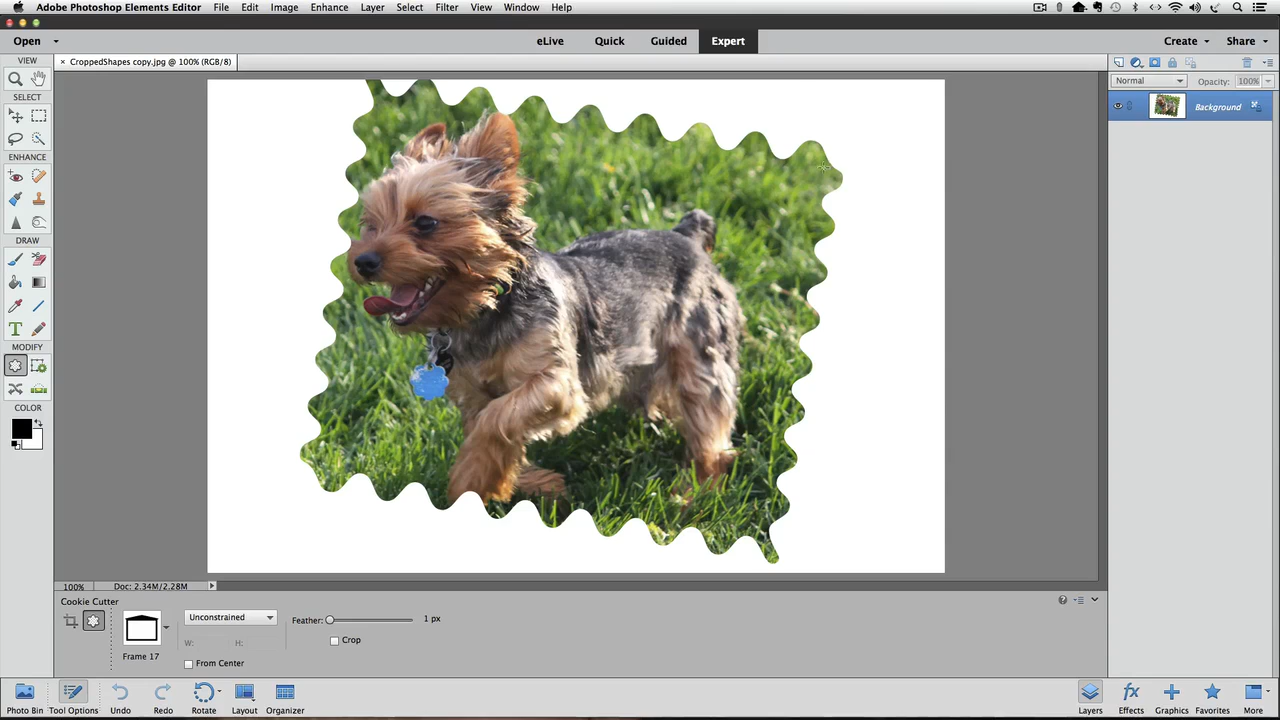 Adobe Photoshop Elements Editor File Edit Image Enhance Layer Select Filter View Window Help
Open eLive Quick Guided Expert Create Share
VIEW
× CroppedShapes copy.jpg @ 100% (RGB/8)
Normal Opacity: 100%
SELECT
Background
ENHANCE
DRAW
T
MODIFY
COLOR
100% Doc: 2.34M/2.28M
Cookie Cutter
Unconstrained
Feather: 1 px
W: H:
Crop
Frame 17
From Center
fx
Photo Bin Tool Options Undo Redo Rotate Layout Organizer Layers Effects Graphics Favorites More